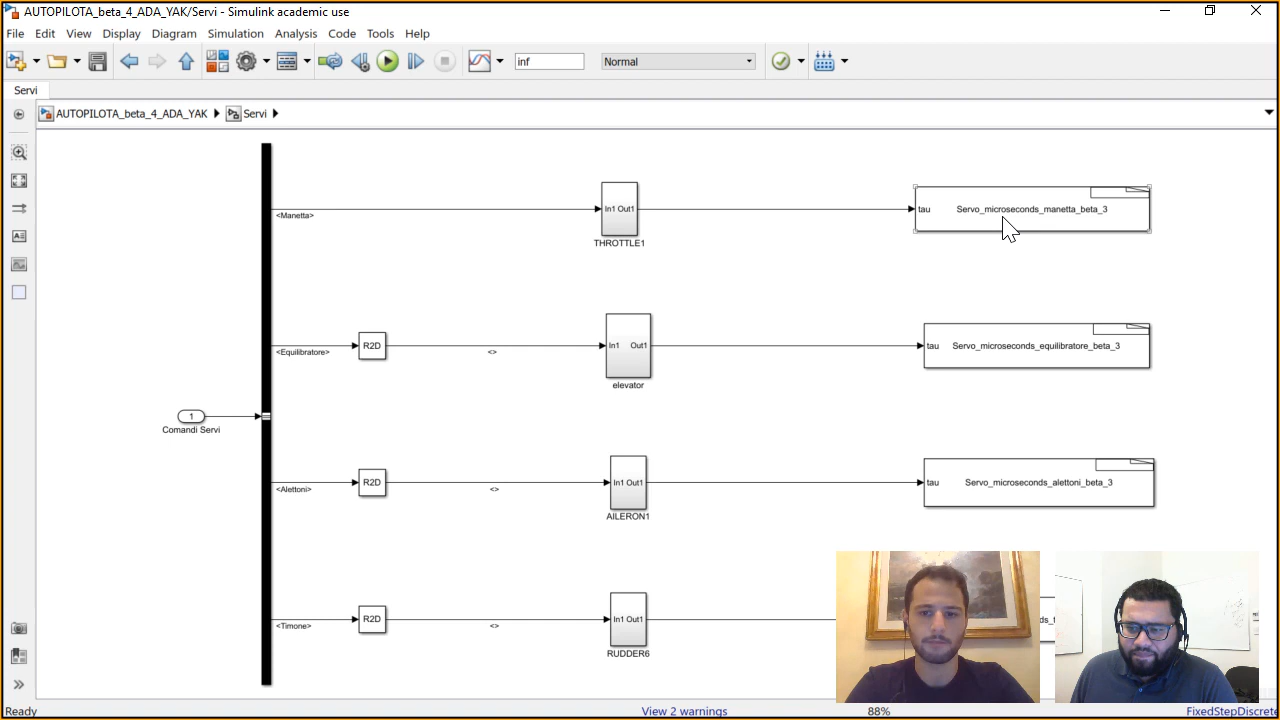 AUTOPILOTA_beta_4_ADA_YAK/Servi - Simulink academic use
File Edit View Display Diagram Simulation Analysis Code Tools Help
inf
Normal
Servi
AUTOPILOTA_beta_4_ADA_YAK Servi
<Manetta>
In1 Out1
THROTTLE1
tau Servo_microseconds_manetta_beta_3
<Equilibratore>
R2D
<>
In1 Out1
elevator
tau Servo_microseconds_equilibratore_beta_3
1
Comandi Servi
<Alettoni>
R2D
<>
In1 Out1
AILERON1
tau Servo_microseconds_alettoni_beta_3
<Timone>
R2D
<>
In1 Out1
RUDDER6
Ready
View 2 warnings
88%
FixedStepDiscrete